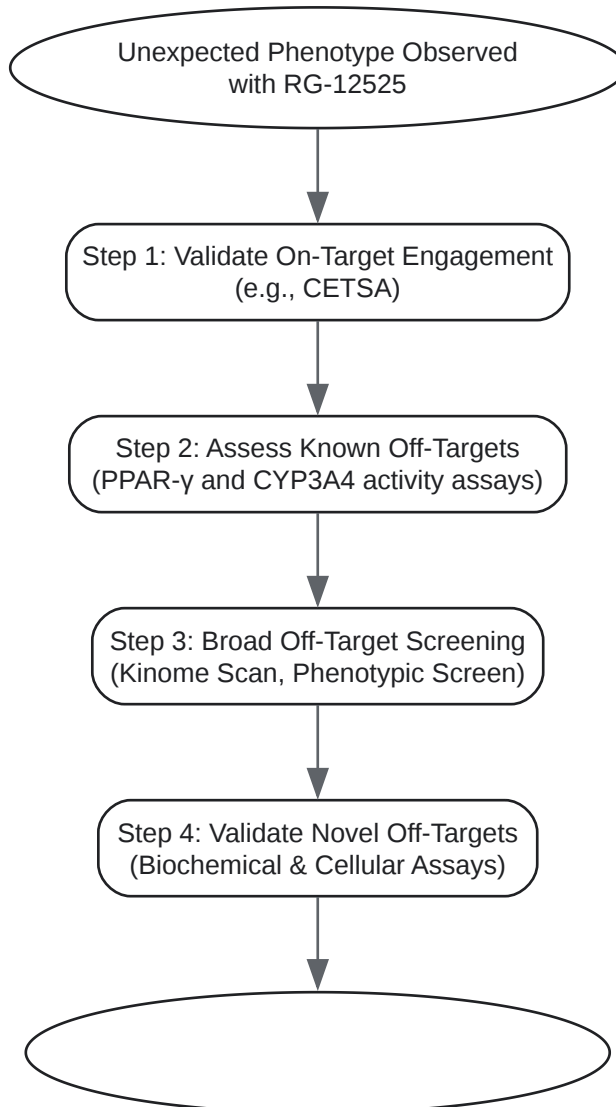 Unexpected Phenotype Observed
with RG-12525
Step 1: Validate On-Target Engagement
(e.g., CETSA)
Step 2: Assess Known Off-Targets
(PPAR-γ and CYP3A4 activity assays)
Step 3: Broad Off-Target Screening
(Kinome Scan, Phenotypic Screen)
Step 4: Validate Novel Off-Targets
(Biochemical & Cellular Assays)